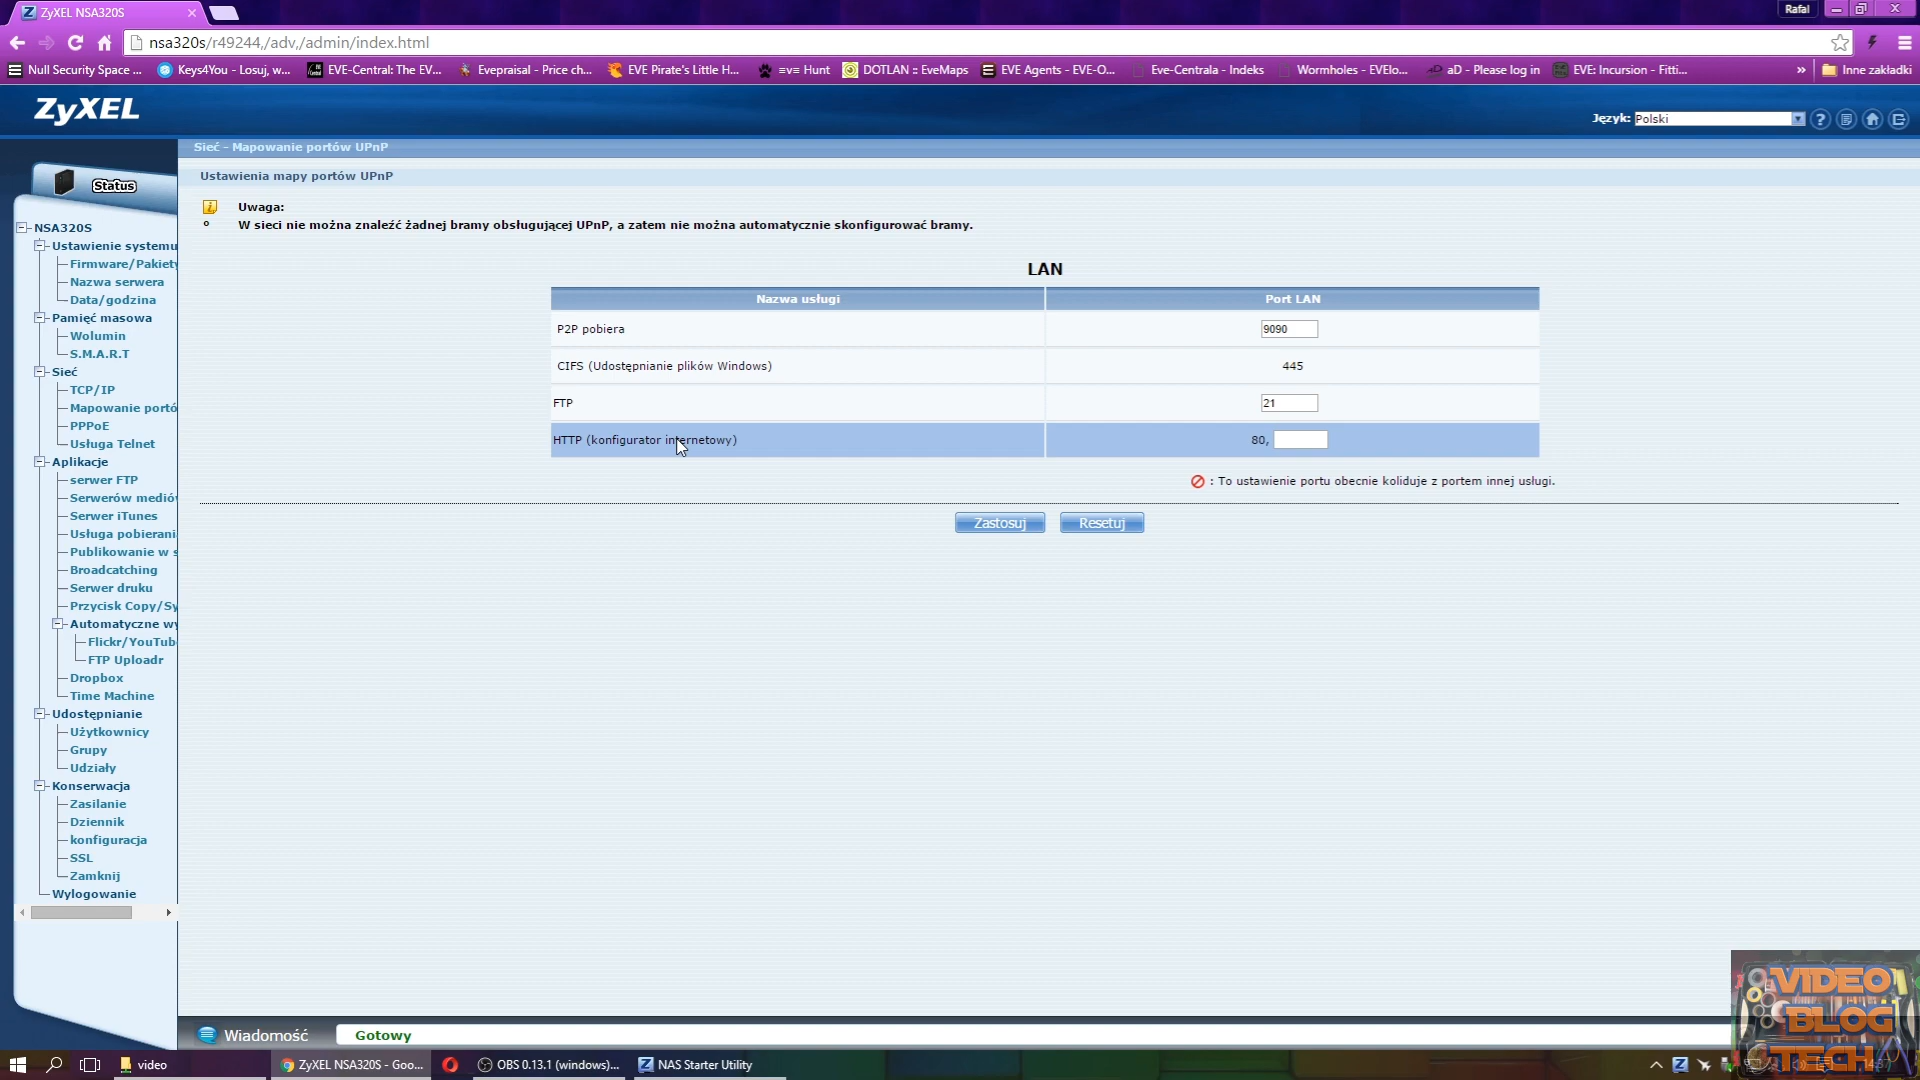 ZyXEL NSA320S
Rafal
nsa320s/r49244,/adv,/admin/index.html
Null Security Space ...
Keys4You - Losuj, w...
EVE-Central: The EV...
Evepraisal - Price ch...
EVE Pirate's Little H...
=v= Hunt
DOTLAN :: EveMaps
EVE Agents - EVE-O...
Eve-Centrala - Indeks
Wormholes - EVElo...
aD - Please log in
EVE: Incursion - Fitti...
»
Inne zakładki
ZyXEL
Język: Polski
Sieć - Mapowanie portów UPnP
Status
Ustawienia mapy portów UPnP
Uwaga:
W sieci nie można znaleźć żadnej bramy obsługującej UPnP, a zatem nie można automatycznie skonfigurować bramy.
LAN
Nazwa usługi Port LAN
P2P pobiera 9090
CIFS (Udostępnianie plików Windows) 445
FTP 21
HTTP (konfigurator internetowy) 80,
: To ustawienie portu obecnie koliduje z portem innej usługi.
Zastosuj Resetuj
NSA320S
Ustawienie systemu
Firmware/Pakiety
Nazwa serwera
Data/godzina
Pamięć masowa
Wolumin
S.M.A.R.T
Sieć
TCP/IP
Mapowanie portó
PPPoE
Usługa Telnet
Aplikacje
serwer FTP
Serwerów mediów
Serwer iTunes
Usługa pobierani
Publikowanie w s
Broadcatching
Serwer druku
Przycisk Copy/Sy
Automatyczne wy
Flickr/YouTub
FTP Uploadr
Dropbox
Time Machine
Udostępnianie
Użytkownicy
Grupy
Udziały
Konserwacja
Zasilanie
Dziennik
konfiguracja
SSL
Zamknij
Wylogowanie
Wiadomość Gotowy
VIDEO
BLOG
TECH
video
ZyXEL NSA320S - Goo...
OBS 0.13.1 (windows)...
NAS Starter Utility